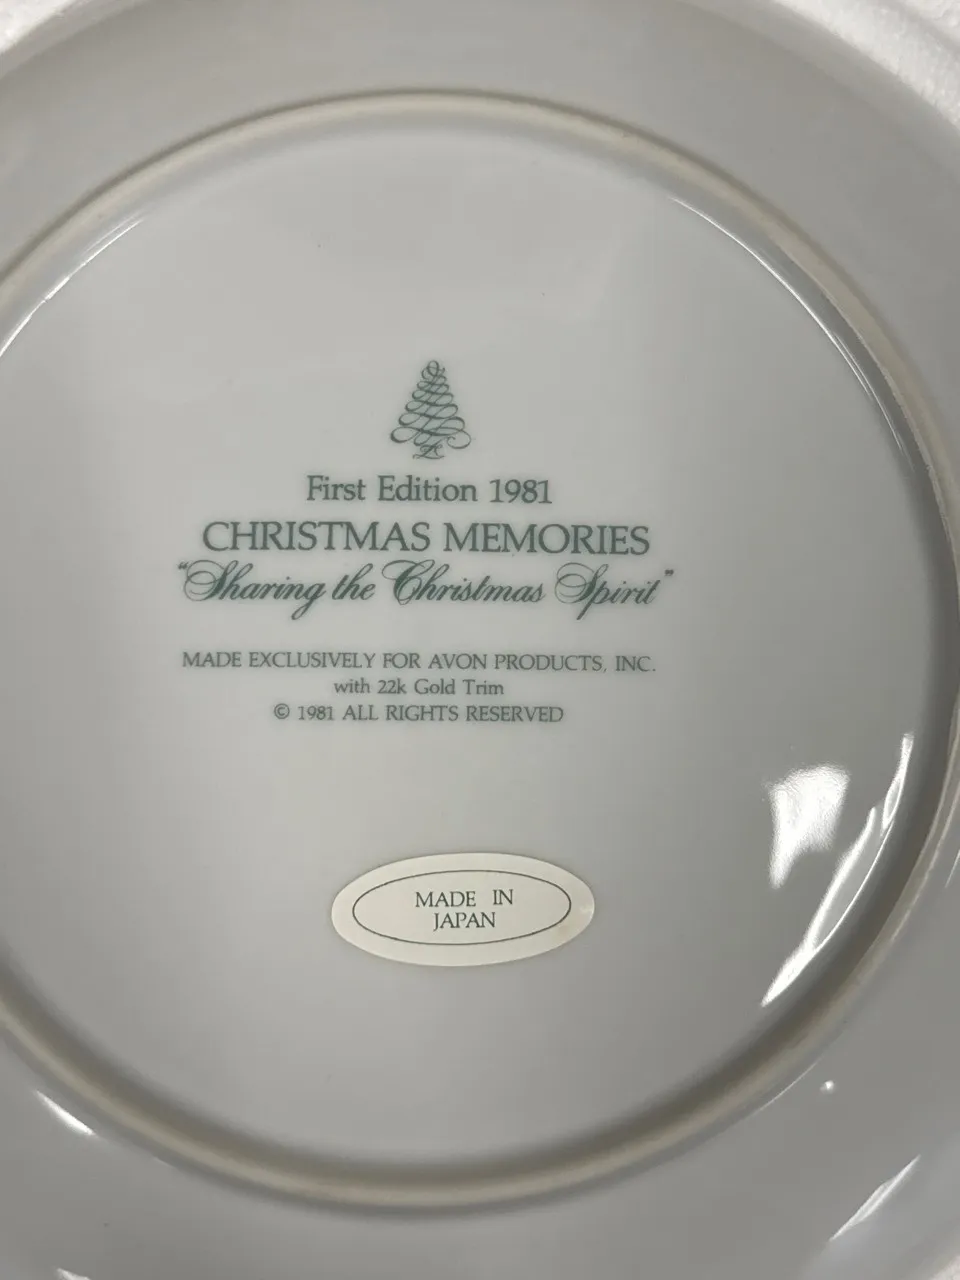 First Edition 1981
CHRISTMAS MEMORIES
"Sharing the Christmas Spirit"
MADE EXCLUSIVELY FOR AVON PRODUCTS, INC.
with 22k Gold Trim
© 1981 ALL RIGHTS RESERVED
MADE IN
JAPAN